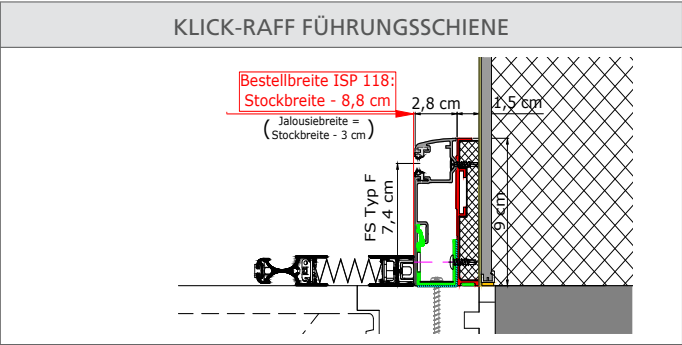 KLICK-RAFF FÜHRUNGSSCHIENE
Bestellbreite ISP 118:
Stockbreite - 8,8 cm
( Jalousiebreite =
Stockbreite - 3 cm )
2,8 cm
1,5 cm
FS Typ F
7,4 cm
9 cm